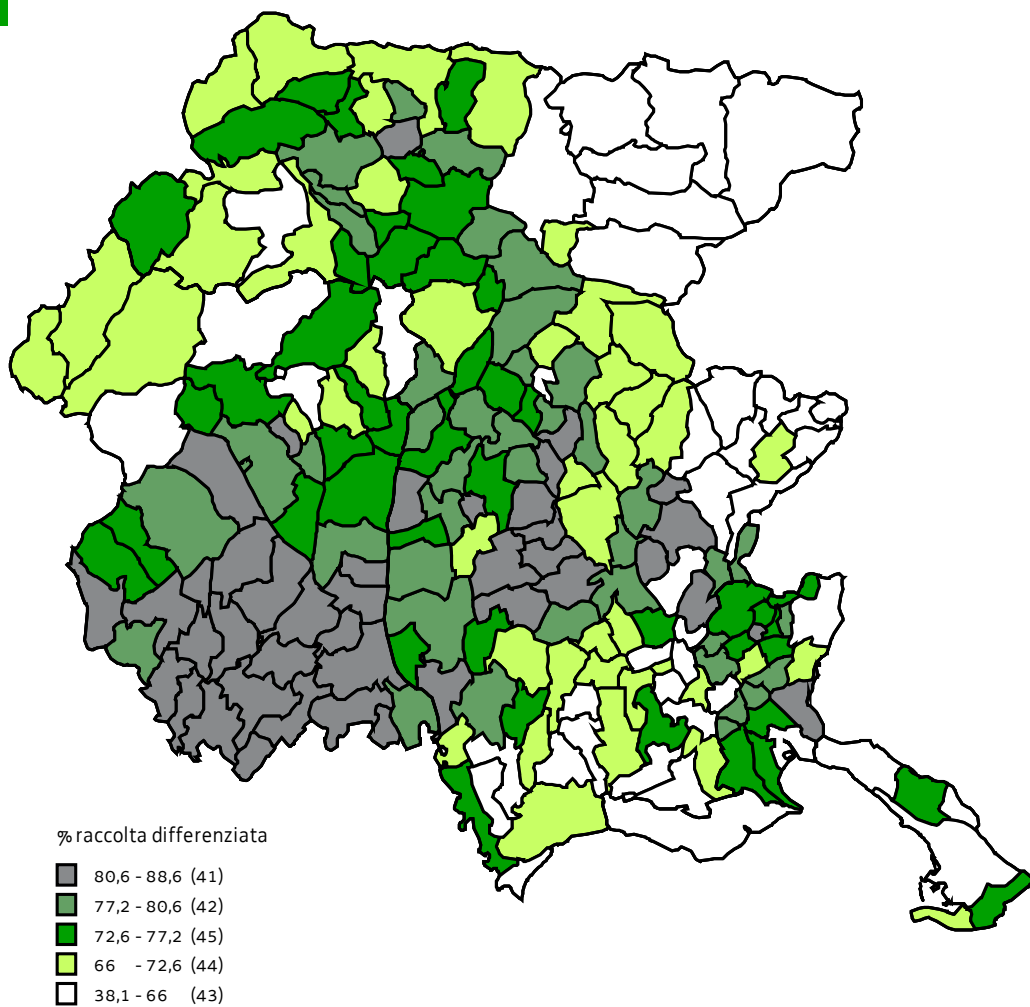 % raccolta differenziata
80,6 - 88,6 (41)
77,2 - 80,6 (42)
72,6 - 77,2 (45)
66 - 72,6 (44)
38,1 - 66 (43)